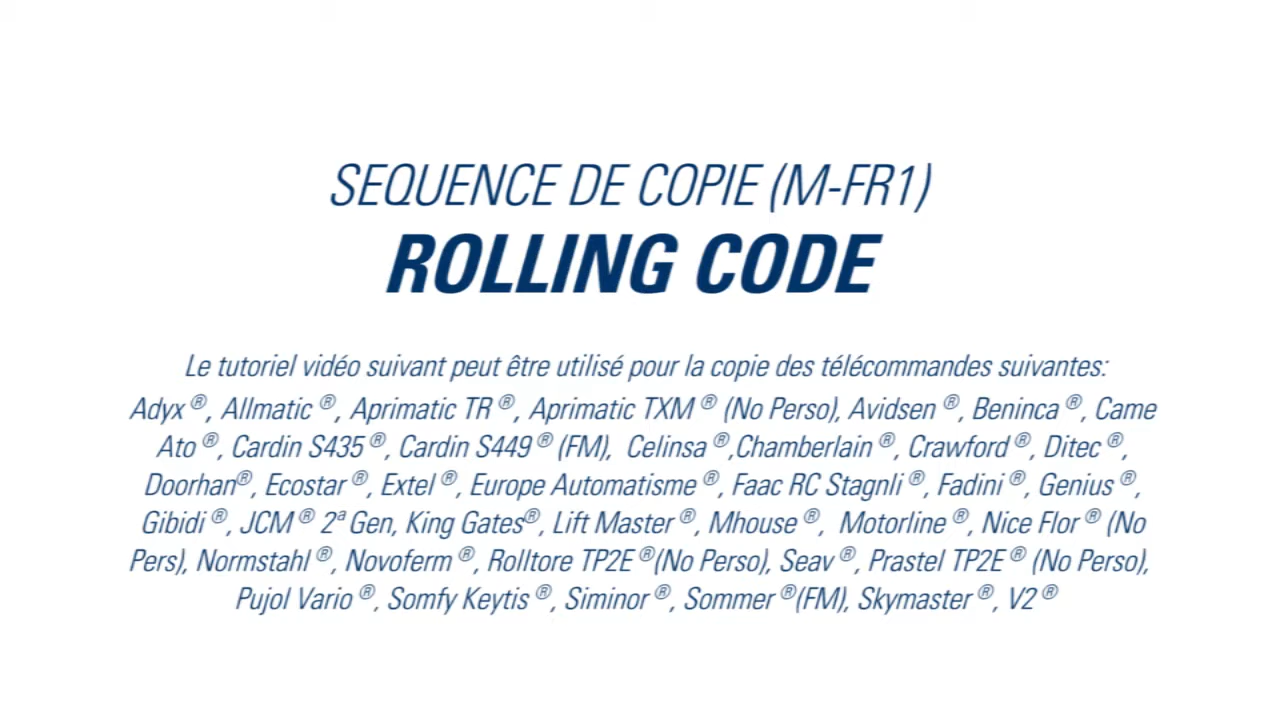 SEQUENCE DE COPIE (M-FR1)
ROLLING CODE
Le tutoriel vidéo suivant peut être utilisé pour la copie des télécommandes suivantes:
Adyx ®, Allmatic ®, Aprimatic TR ®, Aprimatic TXM ® (No Perso), Avidsen ®, Beninca ®, Came
Ato ®, Cardin S435 ®, Cardin S449 ® (FM), Celinsa ®,Chamberlain ®, Crawford ®, Ditec ®,
Doorhan®, Ecostar ®, Extel ®, Europe Automatisme ®, Faac RC Stagnli ®, Fadini ®, Genius ®,
Gibidi ®, JCM ® 2ª Gen, King Gates®, Lift Master ®, Mhouse ®, Motorline ®, Nice Flor ® (No
Pers), Normstahl ®, Novoferm ®, Rolltore TP2E ®(No Perso), Seav ®, Prastel TP2E ® (No Perso),
Pujol Vario ®, Somfy Keytis ®, Siminor ®, Sommer ®(FM), Skymaster ®, V2 ®